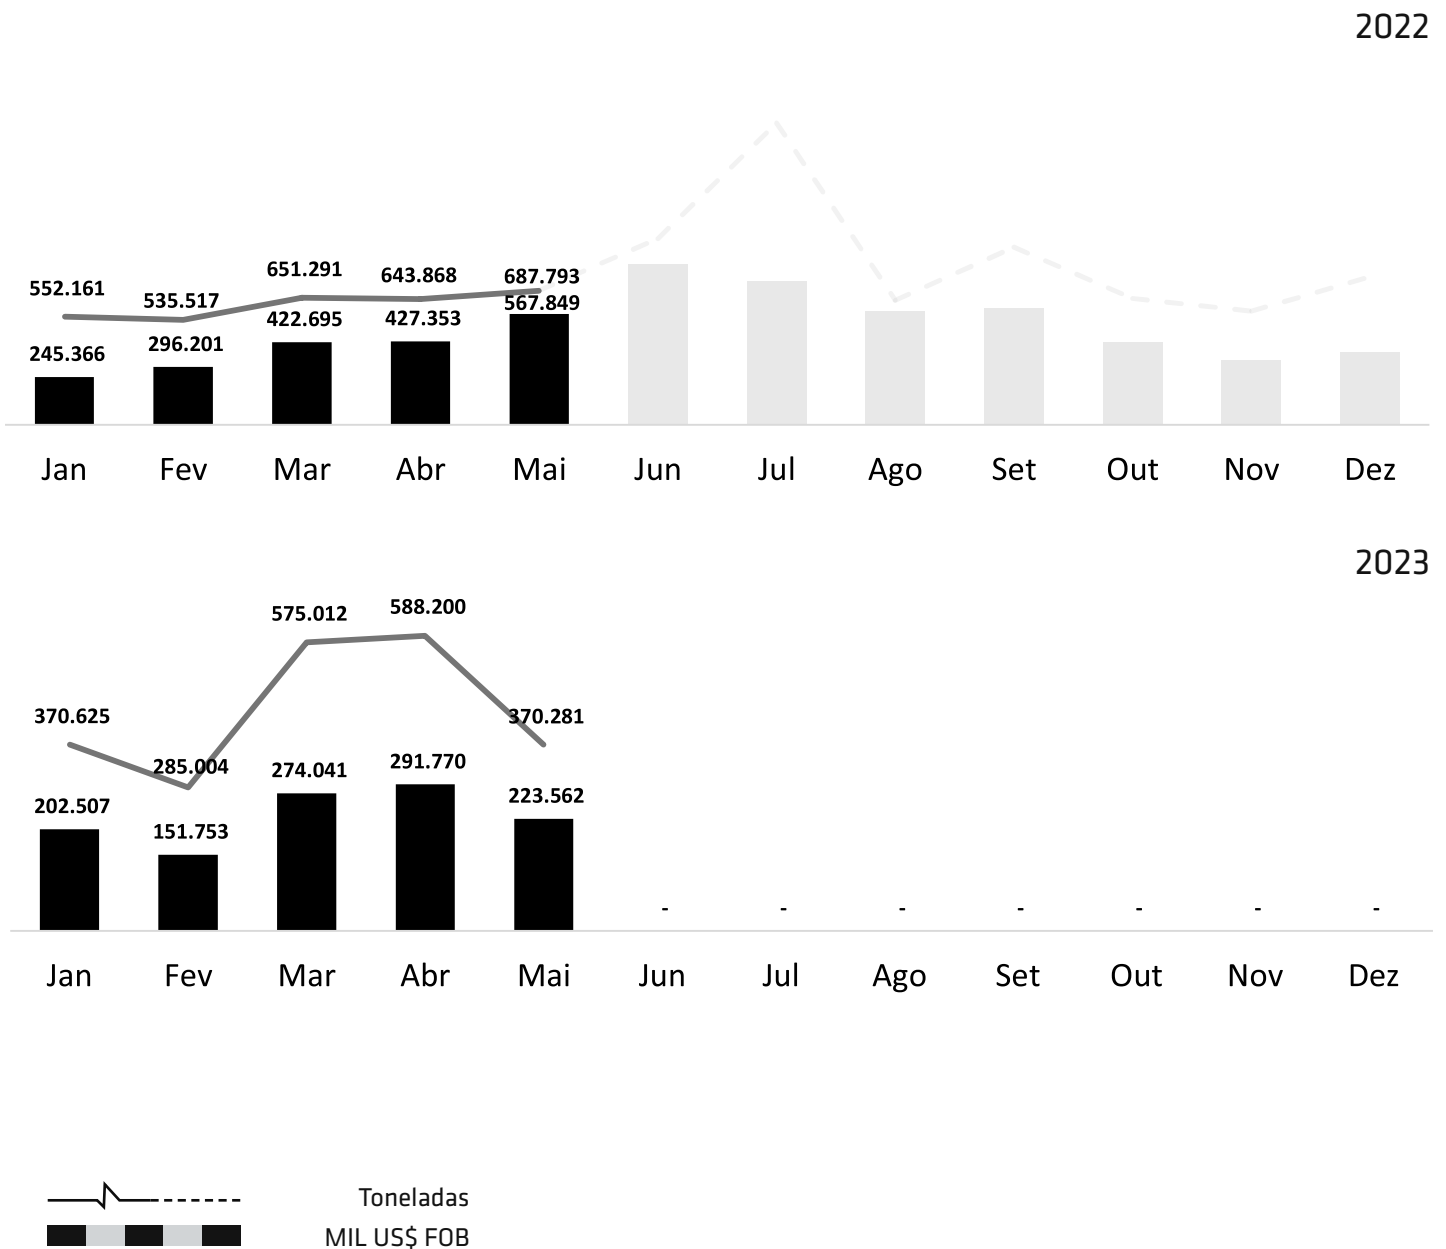 2022
552.161 535.517 651.291 643.868 687.793
245.366 296.201 422.695 427.353 567.849
Jan Fev Mar Abr Mai Jun Jul Ago Set Out Nov Dez
2023
370.625 285.004 575.012 588.200 370.281
202.507 151.753 274.041 291.770 223.562 - - - - - - -
Jan Fev Mar Abr Mai Jun Jul Ago Set Out Nov Dez
Toneladas
MIL US$ FOB